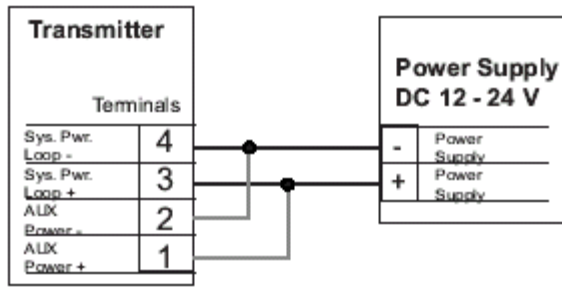 Transmitter
Terminals
Sys. Pwr.
Loop -
4
Sys. Pwr.
Loop +
3
AUX
Power -
2
AUX
Power +
1
Power Supply
DC 12 - 24 V
-
Power
Supply
+
Power
Supply